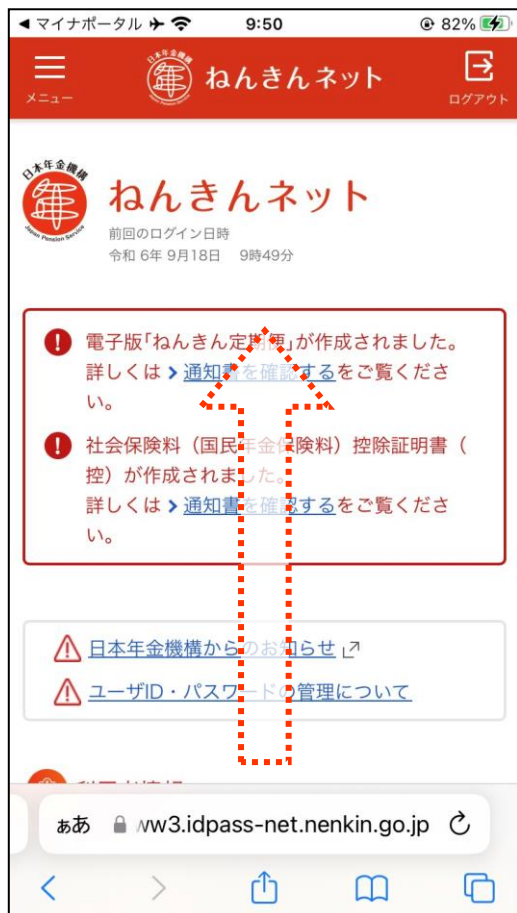 ◀ マイナポータル 9:50 82%
メニュー
日本年金機構
ねんきんネット
ログアウト
日本年金機構
Japan Pension Service
ねんきんネット
前回のログイン日時
令和 6年 9月18日 9時49分
電子版「ねんきん定期便」が作成されました。
詳しくは 通知書を確認するをご覧くださ
い。
社会保険料（国民年金保険料）控除証明書（
控）が作成されました。
詳しくは 通知書を確認するをご覧くださ
い。
日本年金機構からのお知らせ
ユーザID・パスワードの管理について
ぁあ ww3.idpass-net.nenkin.go.jp